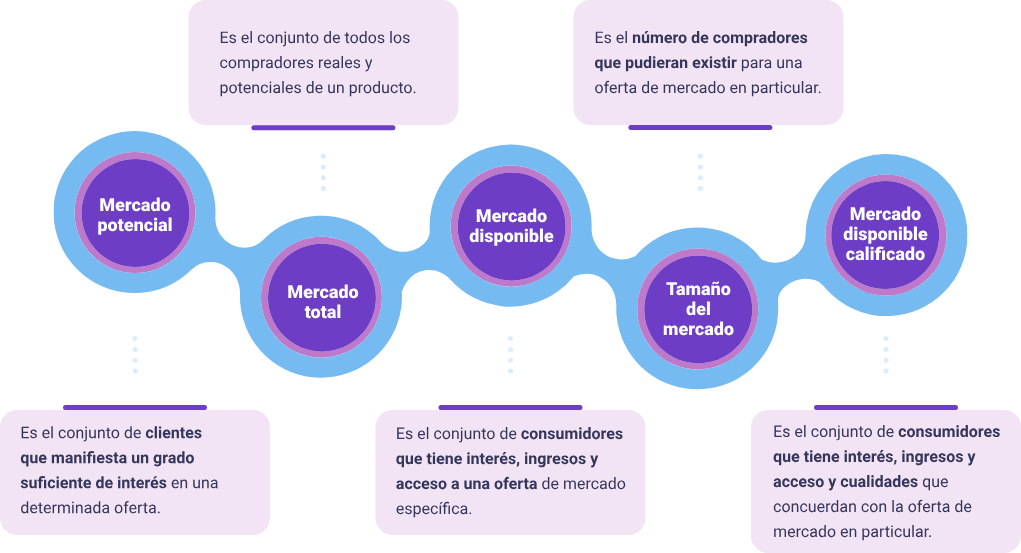 Es el conjunto de todos los
compradores reales y
potenciales de un producto.
Es el número de compradores
que pudieran existir para una
oferta de mercado en particular.
Mercado
potencial
Mercado
total
Mercado
disponible
Tamaño
del
mercado
Mercado
disponible
calificado
Es el conjunto de clientes
que manifiesta un grado
suficiente de interés en una
determinada oferta.
Es el conjunto de consumidores
que tiene interés, ingresos y
acceso a una oferta de mercado
específica.
Es el conjunto de consumidores
que tiene interés, ingresos y
acceso y cualidades que
concuerdan con la oferta de
mercado en particular.